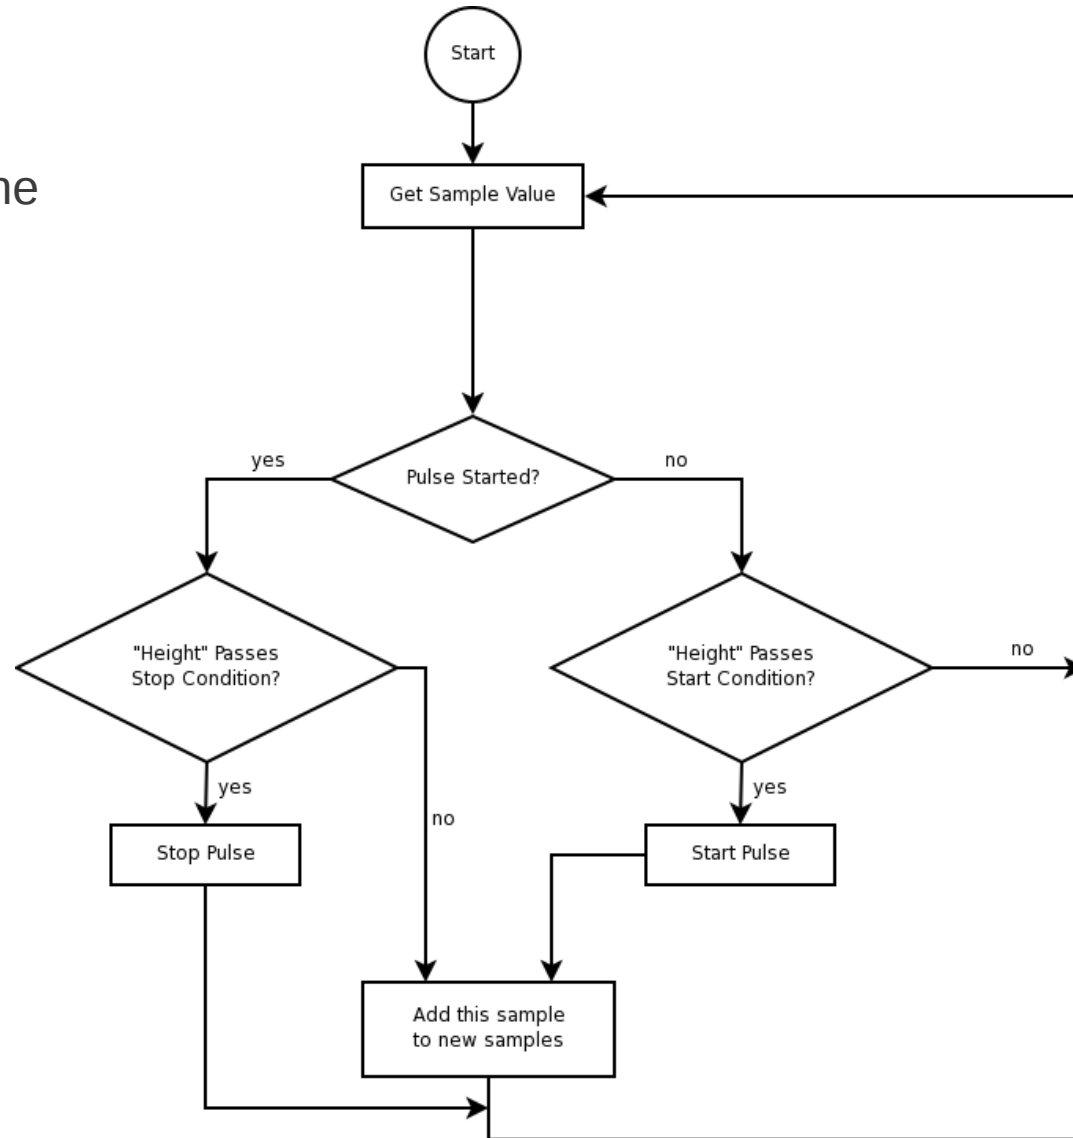 Start
ne
Get Sample Value
yes
Pulse Started?
no
"Height" Passes
Stop Condition?
"Height" Passes
Start Condition?
no
yes
yes
Stop Pulse
no
Start Pulse
Add this sample
to new samples